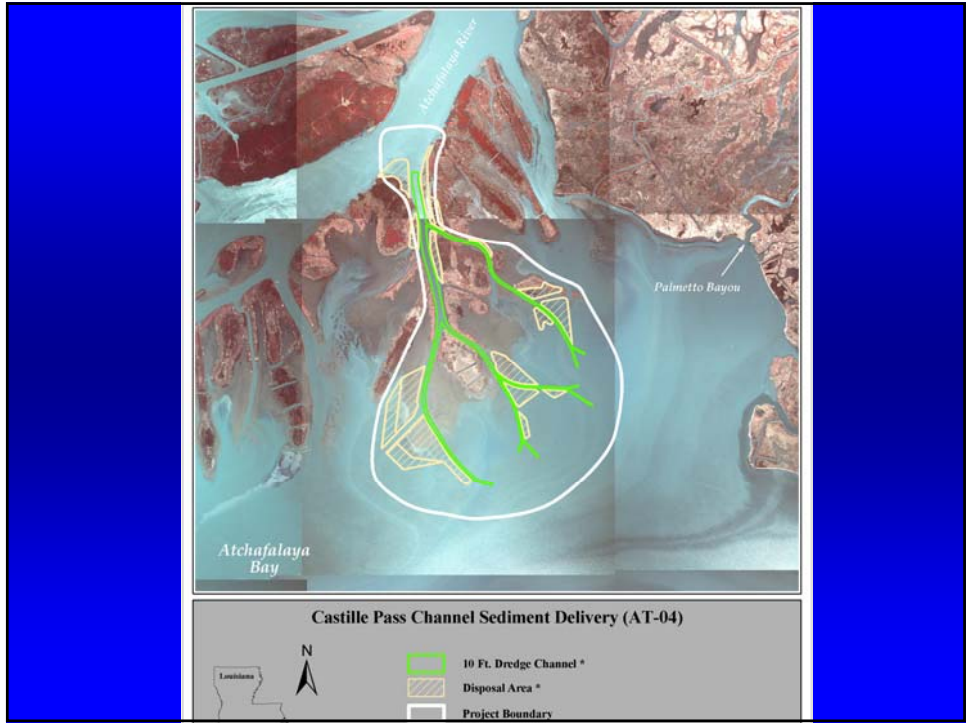 Atchafalaya River
Palmetto Bayou
Atchafalaya
Bay
Castille Pass Channel Sediment Delivery (AT-04)
N
Louisiana
10 Ft. Dredge Channel *
Disposal Area *
Project Boundary